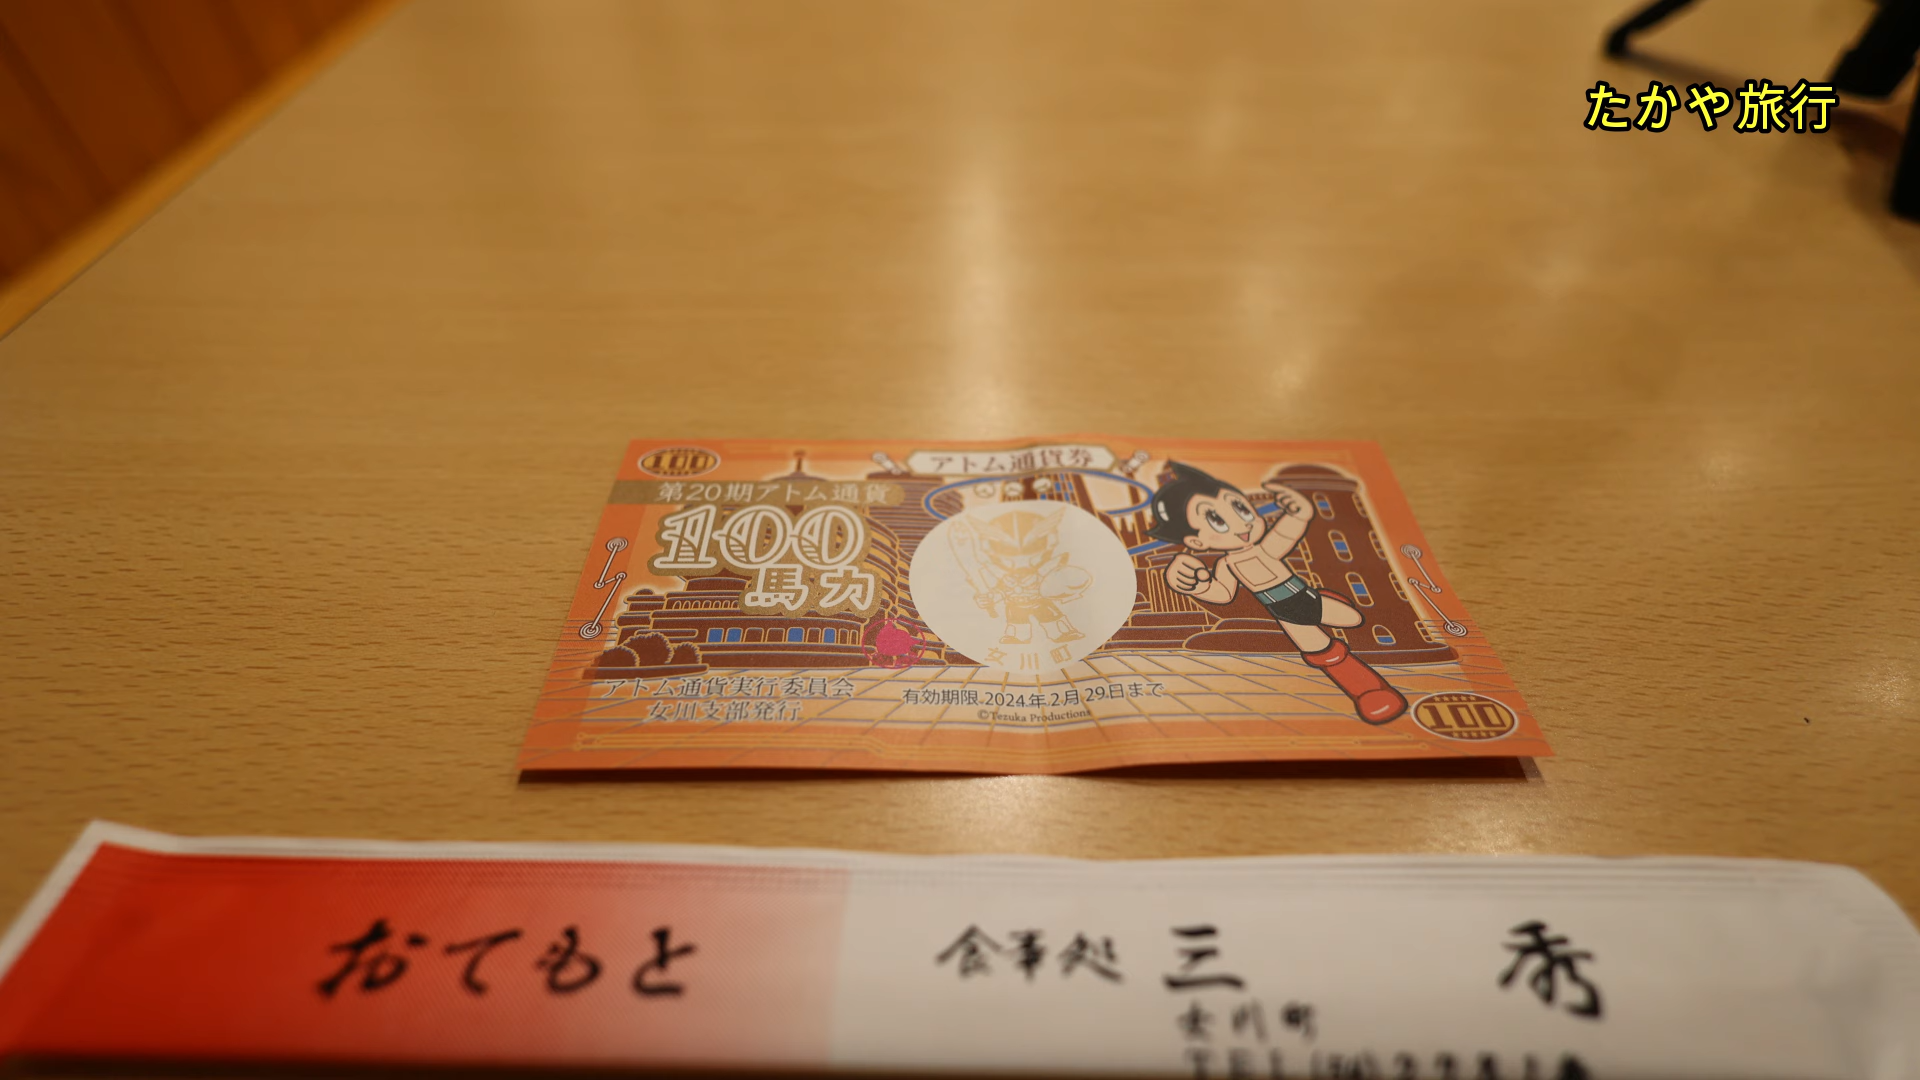 たかや旅行
100
アトム通貨券
第20期アトム通貨
100
馬力
女川町
アトム通貨実行委員会
女川支部発行
有効期限 2024年2月29日まで
©Tezuka Productions
100
おてもと
食事処 三秀
女川町